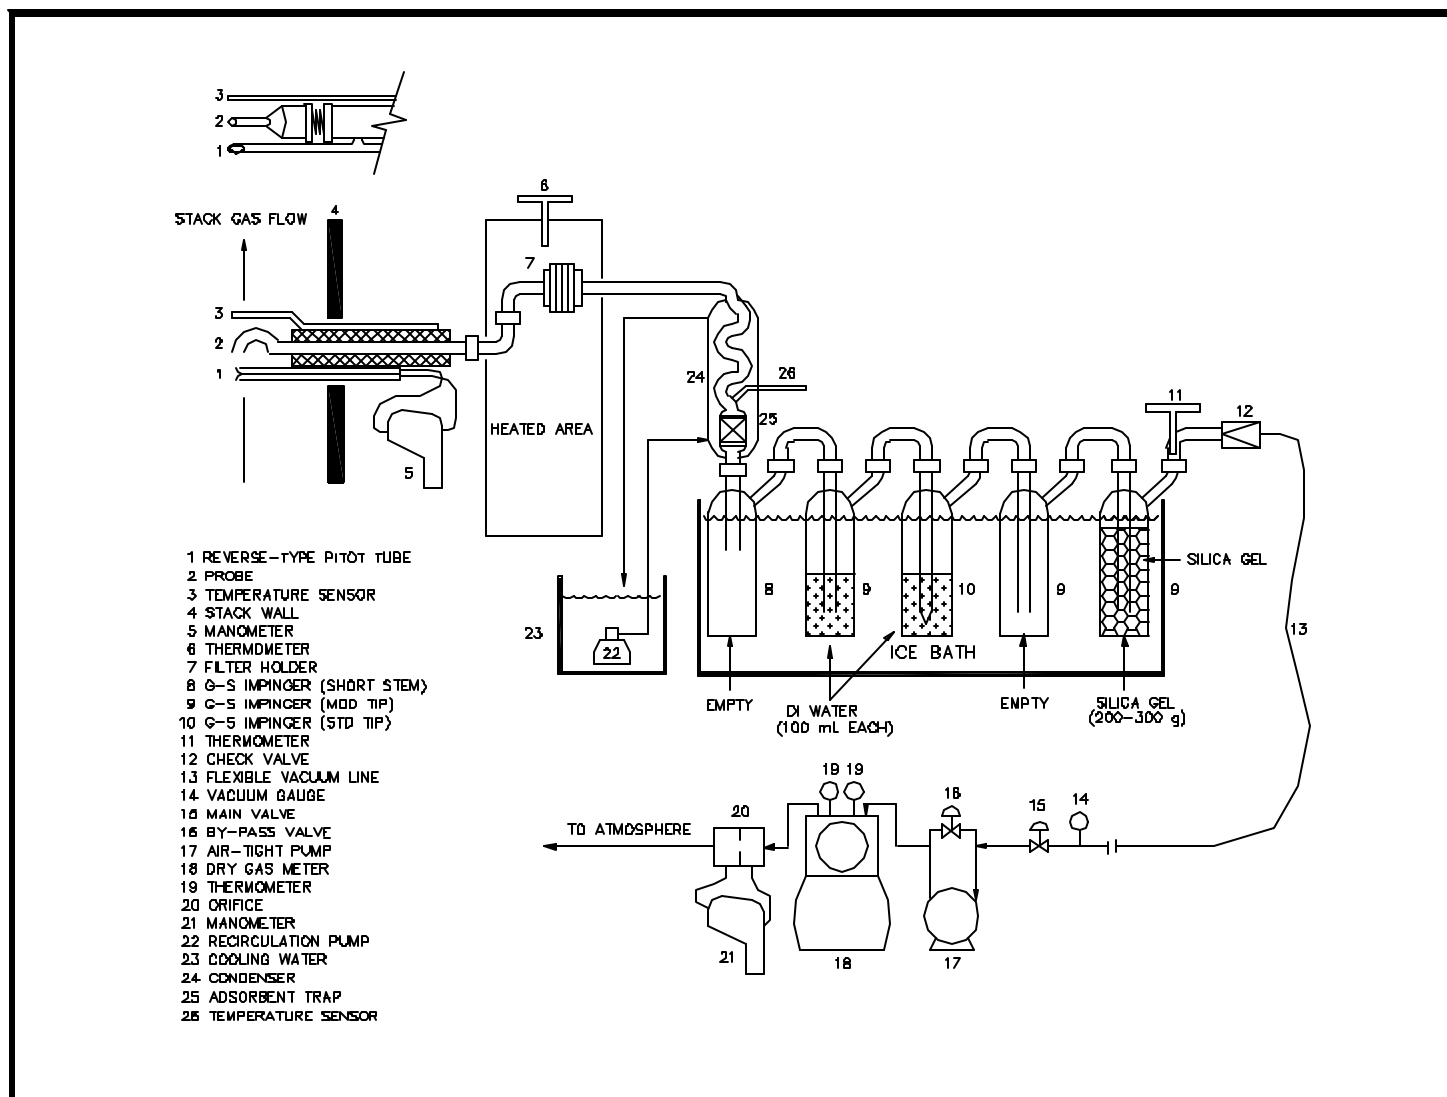 3
2
1
6
4
STACK GAS FLOW
7
3
2
1
24
26
11
12
25
HEATED AREA
5
1 REVERSE-TYPE PITOT TUBE
2 PROBE
3 TEMPERATURE SENSOR
4 STACK WALL
5 MANOMETER
6 THERMOMETER
7 FILTER HOLDER
8 G-S IMPINGER (SHORT STEM)
9 G-S IMPINGER (MOD TIP)
10 G-S IMPINGER (STD TIP)
11 THERMOMETER
12 CHECK VALVE
13 FLEXIBLE VACUUM LINE
14 VACUUM GAUGE
15 MAIN VALVE
16 BY-PASS VALVE
17 AIR-TIGHT PUMP
18 DRY GAS METER
19 THERMOMETER
20 ORIFICE
21 MANOMETER
22 RECIRCULATION PUMP
23 COOLING WATER
24 CONDENSER
25 ADSORBENT TRAP
26 TEMPERATURE SENSOR
SILICA GEL
8
9
10
9
9
23
22
13
ICE BATH
EMPTY
DI WATER
(100 mL EACH)
EMPTY
SILICA GEL
(200-300 g)
19
19
16
15
14
20
TO ATMOSPHERE
21
18
17